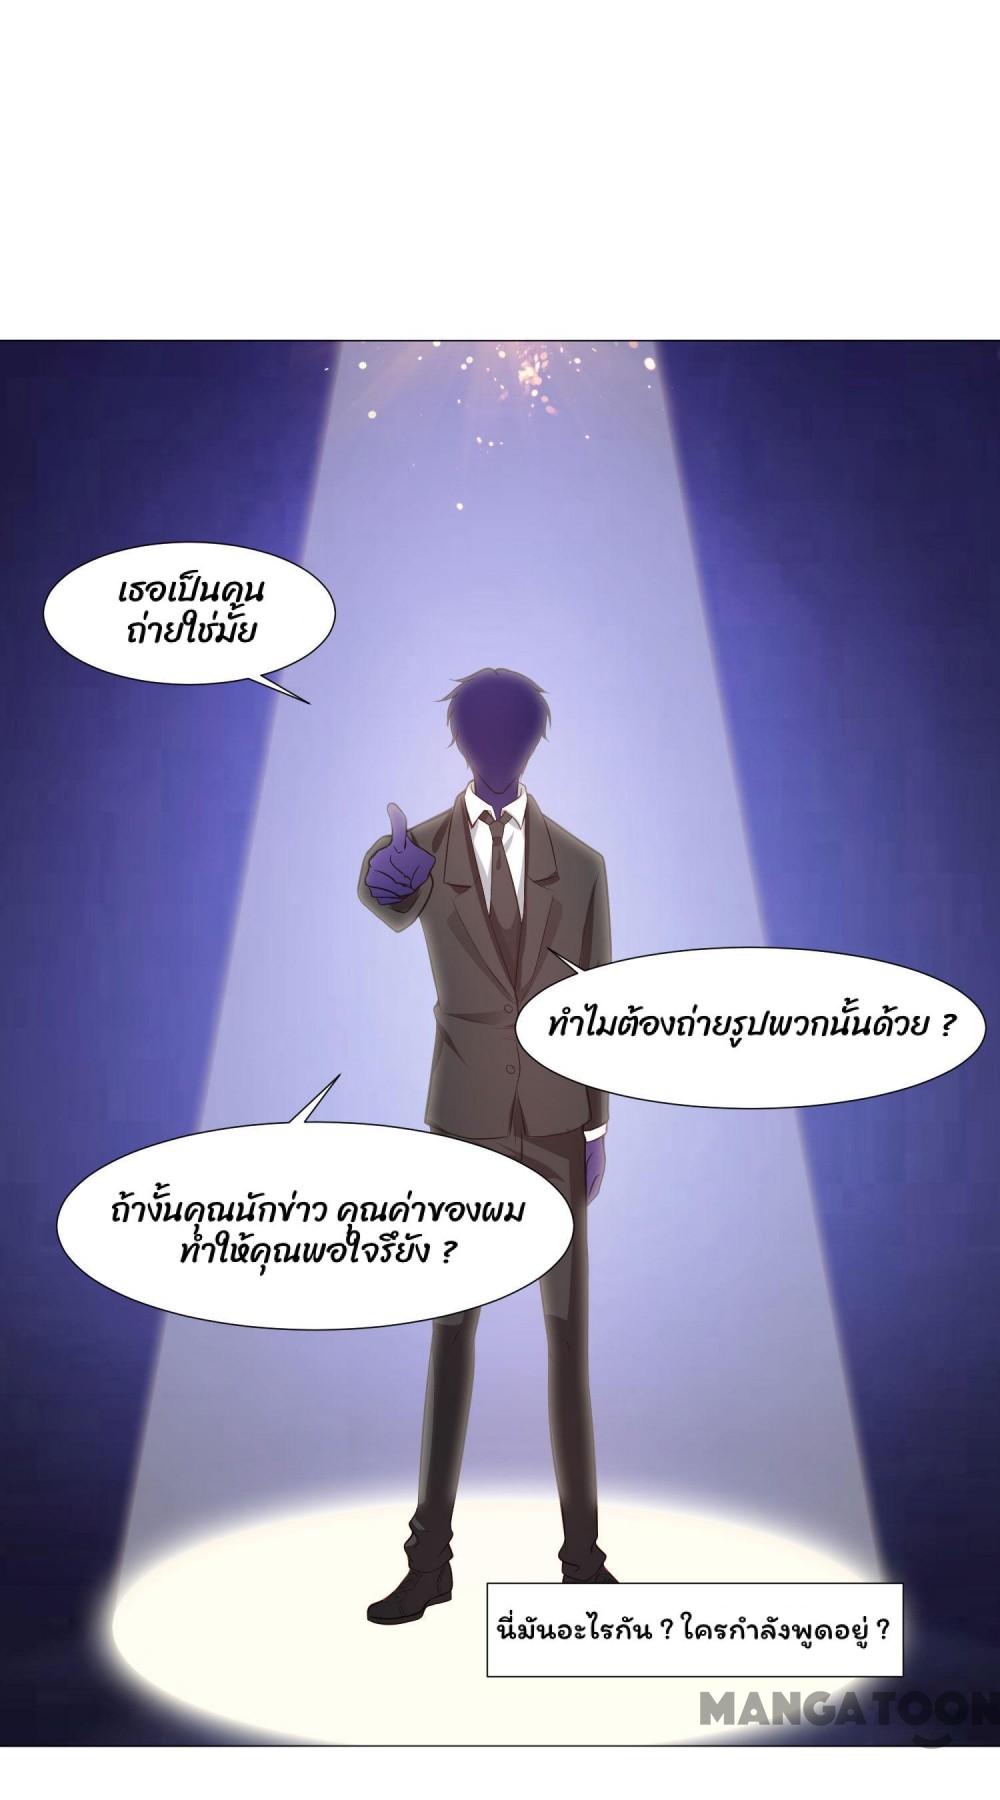 เธอเป็นคน
ถ่ายใช่มั้ย
ทำไมต้องถ่ายรูปพวกนั้นด้วย ?
ถ้างั้นคุณนักข่าว คุณค่าของผม
ทำให้คุณพอใจรึยัง ?
นี่มันอะไรกัน ? ใครกำลังพูดอยู่ ?
MANGATOON